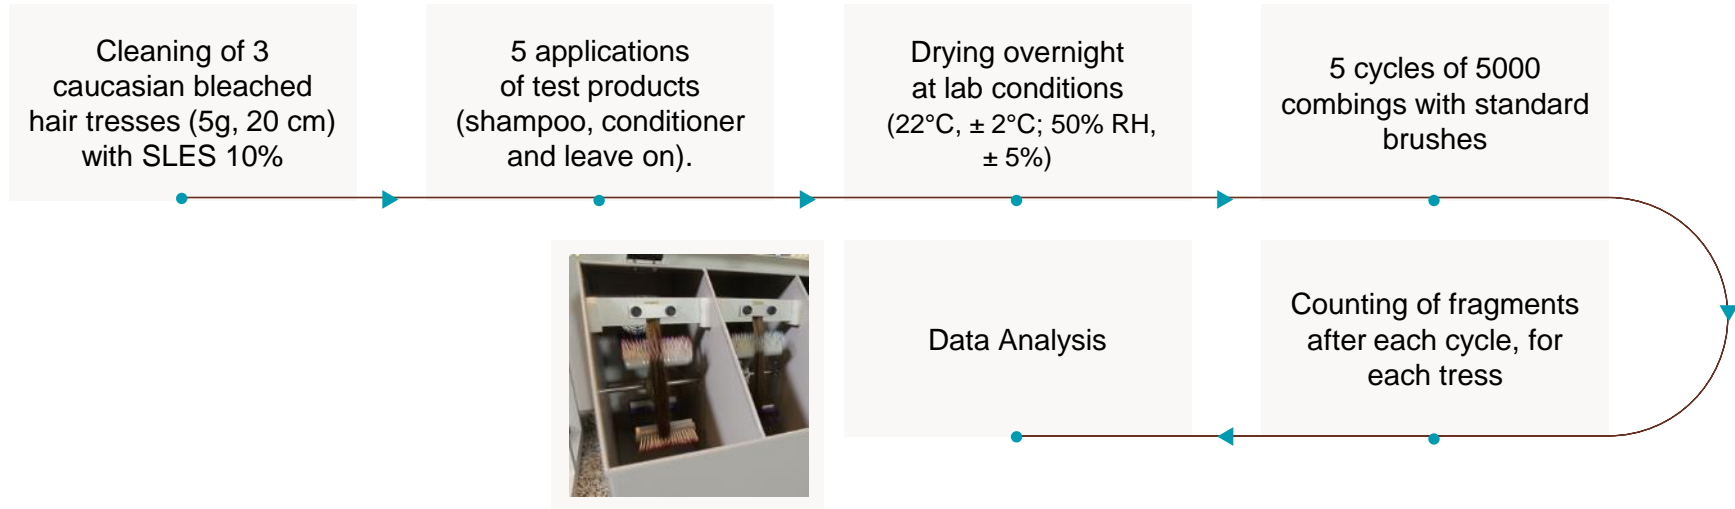 Cleaning of 3
caucasian bleached
hair tresses (5g, 20 cm)
with SLES 10%
5 applications
of test products
(shampoo, conditioner
and leave on).
Drying overnight
at lab conditions
(22°C, ± 2°C; 50% RH,
± 5%)
5 cycles of 5000
combings with standard
brushes
Counting of fragments
after each cycle, for
each tress
Data Analysis